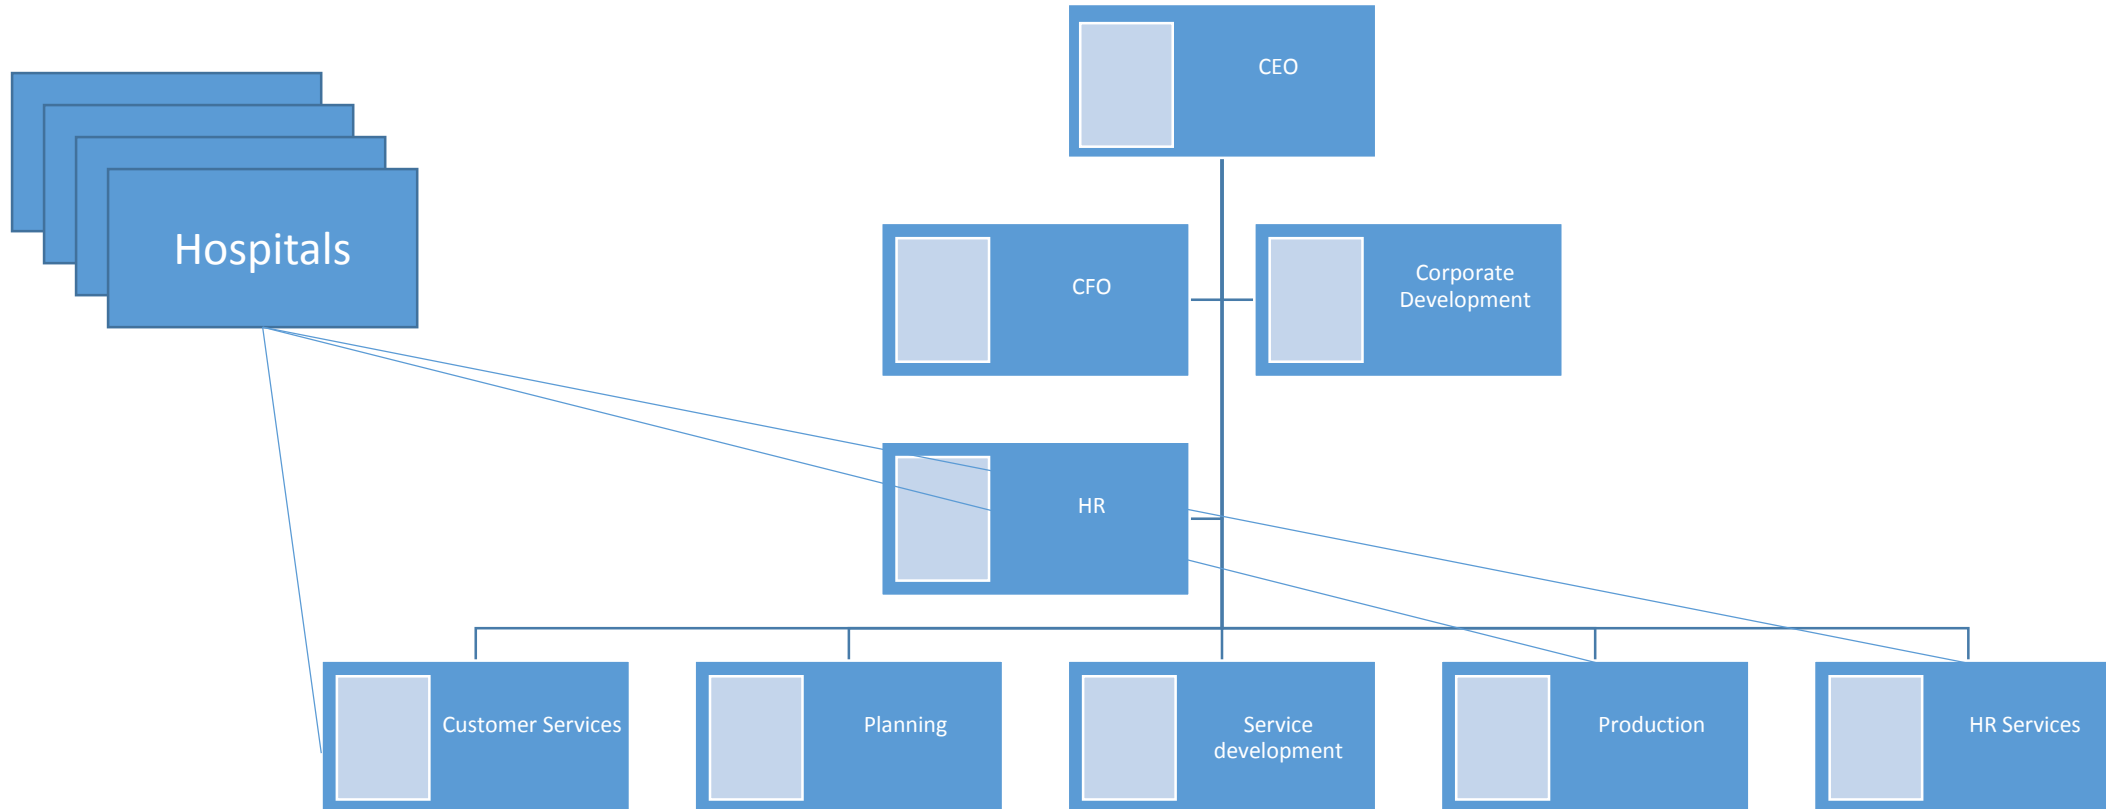 CEO
Hospitals
CFO
Corporate
Development
HR
Customer Services
Planning
Service
development
Production
HR Services